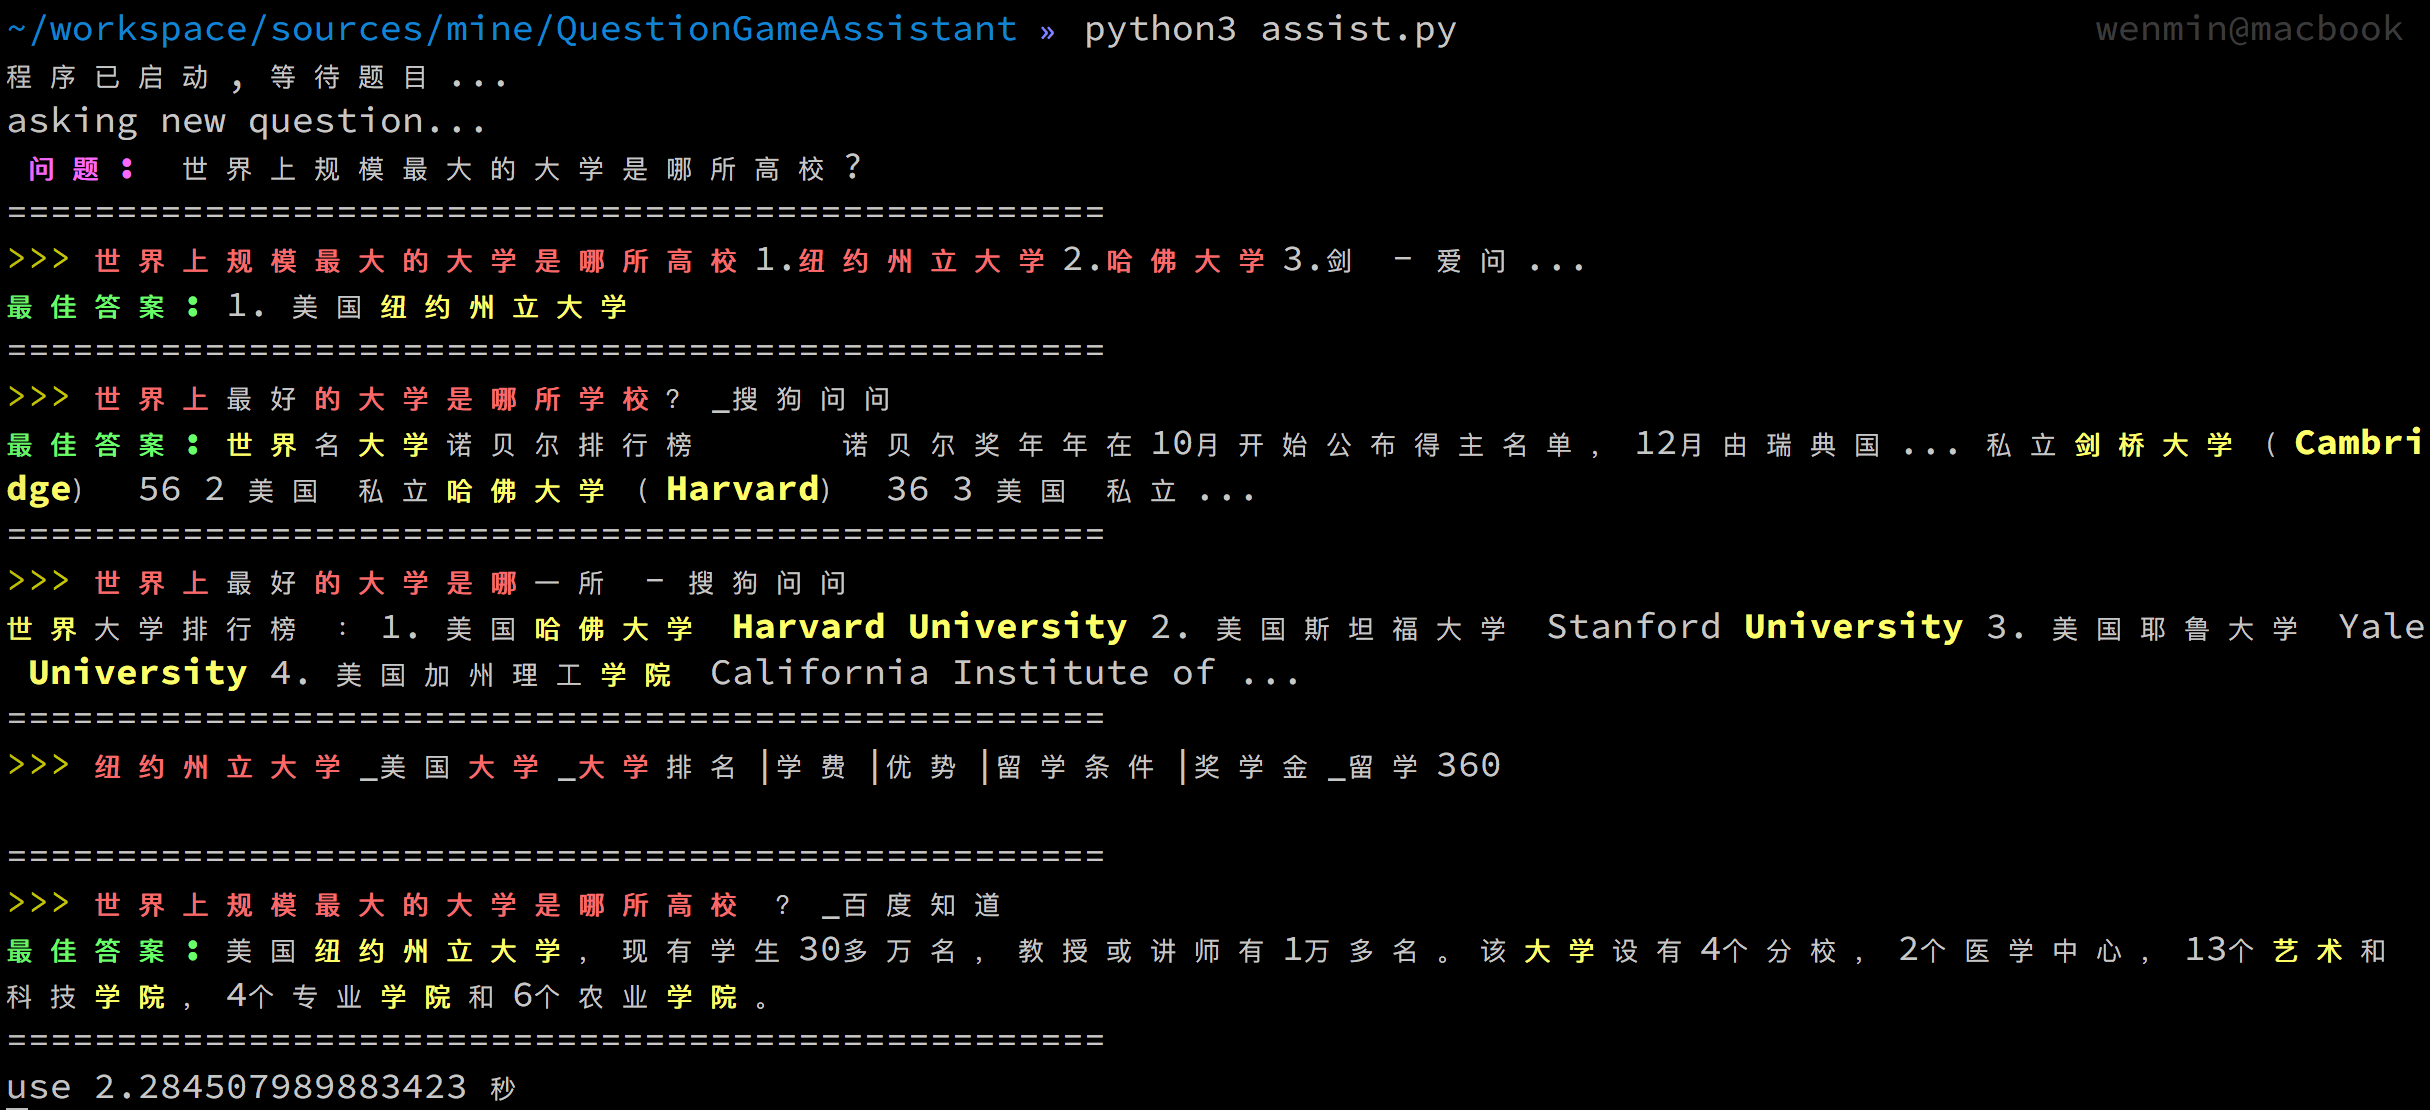 ~/workspace/sources/mine/QuestionGameAssistant » python3 assist.py wenmin@macbook
程序已启动,等待题目...
asking new question...
问题: 世界上规模最大的大学是哪所高校?
==================================================
>>> 世界上规模最大的大学是哪所高校1.纽约州立大学2.哈佛大学3.剑 - 爱问...
最佳答案: 1. 美国纽约州立大学
==================================================
>>> 世界上最好的大学是哪所学校? _搜狗问问
最佳答案: 世界名大学诺贝尔排行榜 诺贝尔奖年年在10月开始公布得主名单, 12月由瑞典国... 私立剑桥大学(Cambri
dge) 56 2 美国 私立哈佛大学(Harvard) 36 3 美国 私立...
==================================================
>>> 世界上最好的大学是哪一所 - 搜狗问问
世界大学排行榜 : 1. 美国哈佛大学 Harvard University 2. 美国斯坦福大学 Stanford University 3. 美国耶鲁大学 Yale
University 4. 美国加州理工学院 California Institute of ...
==================================================
>>> 纽约州立大学_美国大学_大学排名|学费|优势|留学条件|奖学金_留学360
==================================================
>>> 世界上规模最大的大学是哪所高校 ? _百度知道
最佳答案: 美国纽约州立大学, 现有学生30多万名, 教授或讲师有1万多名。该大学设有4个分校, 2个医学中心, 13个艺术和
科技学院, 4个专业学院和6个农业学院。
==================================================
use 2.284507989883423 秒